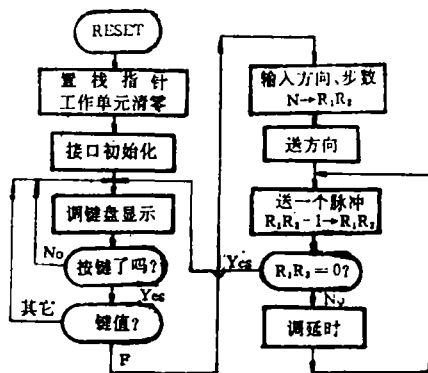 RESET
置栈指针
工作单元清零
接口初始化
调键盘显示
No
按键了吗?
Yes
其它
键值?
F
输入方向、步数
N→R₁R₂
送方向
送一个脉冲
R₁R₂-1→R₁R₂
Yes
R₁R₂=0?
No
调延时